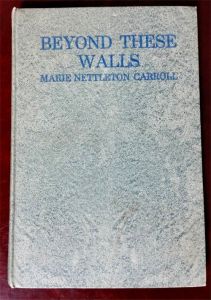 BEYOND THESE
WALLS
MARIE NETTLETON CARROLL